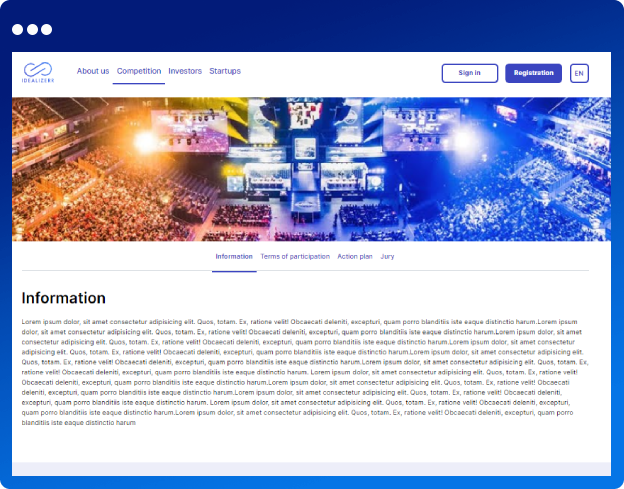 IDEALIZERS
About us Competition Investors Startups
Sign in Registration EN
Information Terms of participation Action plan Jury
Information
Lorem ipsum dolor, sit amet consectetur adipisicing elit. Quos, totam. Ex, ratione velit! Obcaecati deleniti, excepturi, quam porro blanditiis iste eaque distinctio harum.Lorem ipsum
dolor, sit amet consectetur adipisicing elit. Quos, totam. Ex, ratione velit! Obcaecati deleniti, excepturi, quam porro blanditiis iste eaque distinctio harum.Lorem ipsum dolor, sit amet
consectetur adipisicing elit. Quos, totam. Ex, ratione velit! Obcaecati deleniti, excepturi, quam porro blanditiis iste eaque distinctio harum.Lorem ipsum dolor, sit amet consectetur
adipisicing elit. Quos, totam. Ex, ratione velit! Obcaecati deleniti, excepturi, quam porro blanditiis iste eaque distinctio harum.Lorem ipsum dolor, sit amet consectetur adipisicing elit.
Quos, totam. Ex, ratione velit! Obcaecati deleniti, excepturi, quam porro blanditiis iste eaque distinctio harum.Lorem ipsum dolor, sit amet consectetur adipisicing elit. Quos, totam. Ex,
ratione velit! Obcaecati deleniti, excepturi, quam porro blanditiis iste eaque distinctio harum. Lorem ipsum dolor, sit amet consectetur adipisicing elit. Quos, totam. Ex, ratione velit!
Obcaecati deleniti, excepturi, quam porro blanditiis iste eaque distinctio harum.Lorem ipsum dolor, sit amet consectetur adipisicing elit. Quos, totam. Ex, ratione velit! Obcaecati
deleniti, excepturi, quam porro blanditiis iste eaque distinctio harum.Lorem ipsum dolor, sit amet consectetur adipisicing elit. Quos, totam. Ex, ratione velit! Obcaecati deleniti,
excepturi, quam porro blanditiis iste eaque distinctio harum. Lorem ipsum dolor, sit amet consectetur adipisicing elit. Quos, totam. Ex, ratione velit! Obcaecati deleniti, excepturi,
quam porro blanditiis iste eaque distinctio harum.Lorem ipsum dolor, sit amet consectetur adipisicing elit. Quos, totam. Ex, ratione velit! Obcaecati deleniti, excepturi, quam porro
blanditiis iste eaque distinctio harum